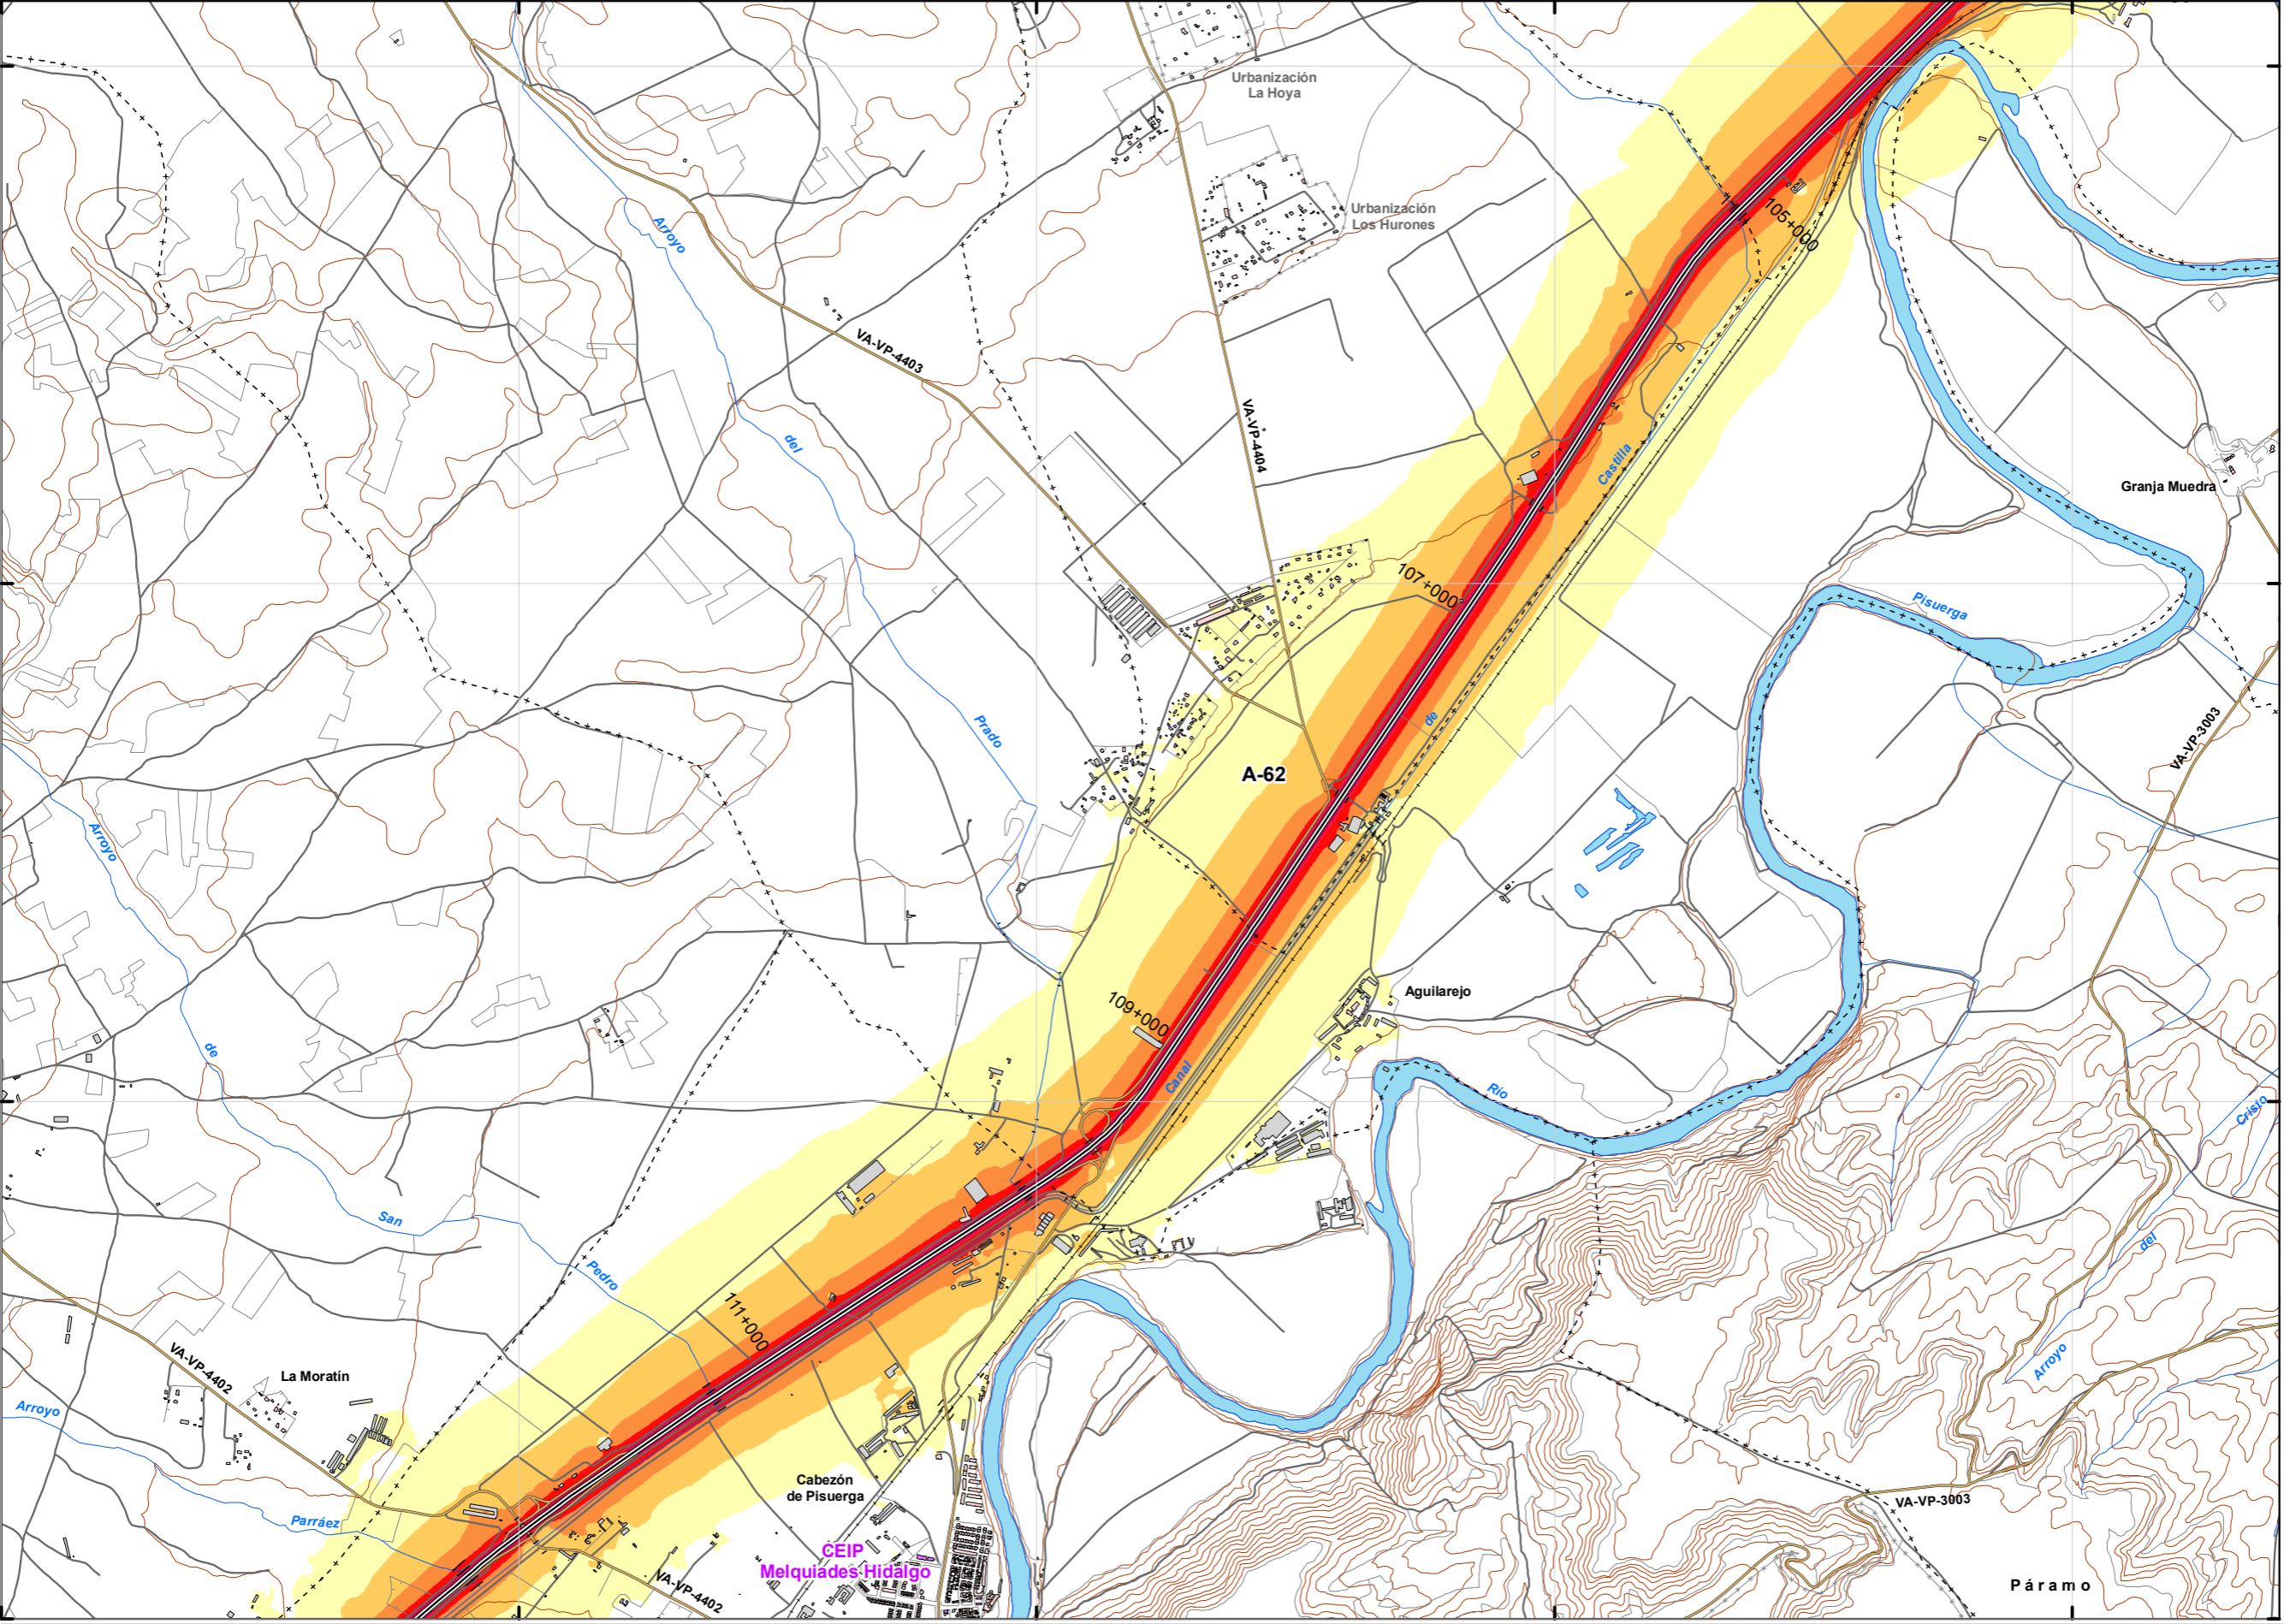 Urbanización
La Hoya
Urbanización
Los Hurones
105+000
Arroyo
VA-VP-4403
VA-VP-4404
del
Castilla
Granja Muedra
107+000
Pisuerga
Prado
de
VA-VP-3003
A-62
Arroyo
Aguilarejo
109+000
de
Canal
Río
Cristo
San
del
Pedro
111+000
VA-VP-4402
La Moratín
Arroyo
Arroyo
Cabezón
de Pisuerga
VA-VP-3003
Parráez
CEIP
Melquiades Hidalgo
VA-VP-4402
Páramo